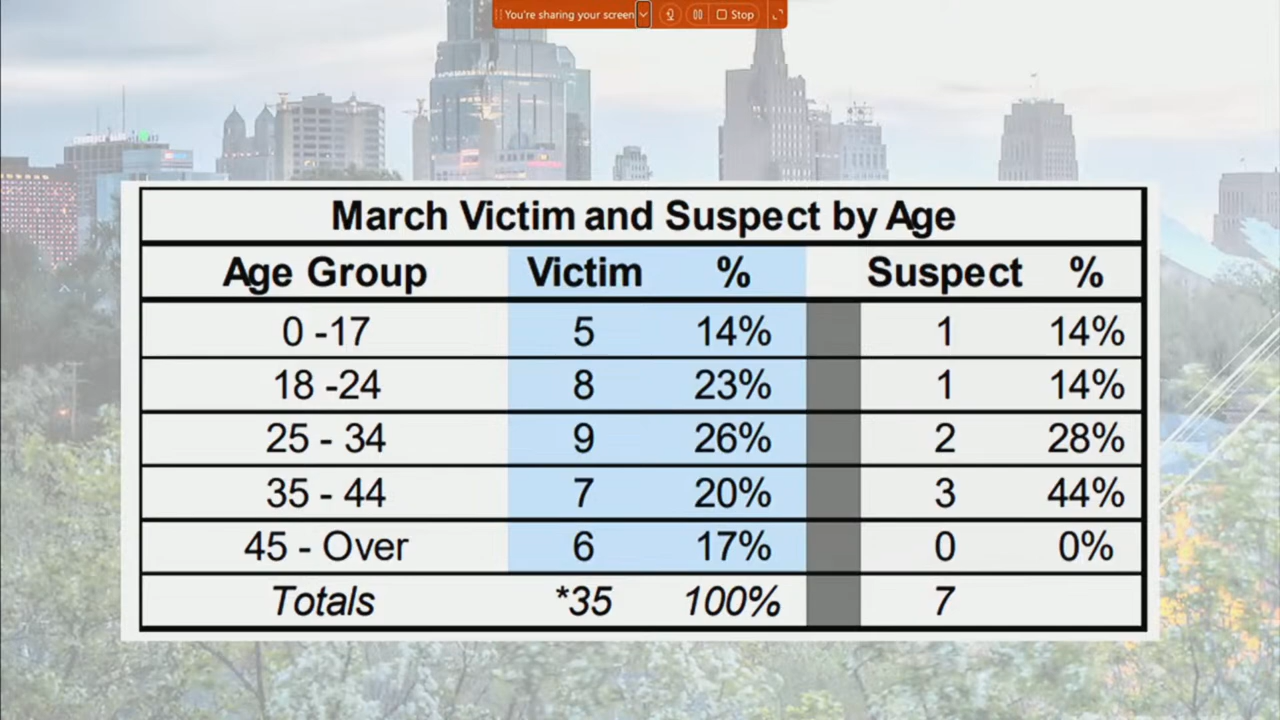 You're sharing your screen Stop
March Victim and Suspect by Age
Age Group Victim % Suspect %
0 -17 5 14% 1 14%
18 -24 8 23% 1 14%
25 - 34 9 26% 2 28%
35 - 44 7 20% 3 44%
45 - Over 6 17% 0 0%
Totals *35 100% 7